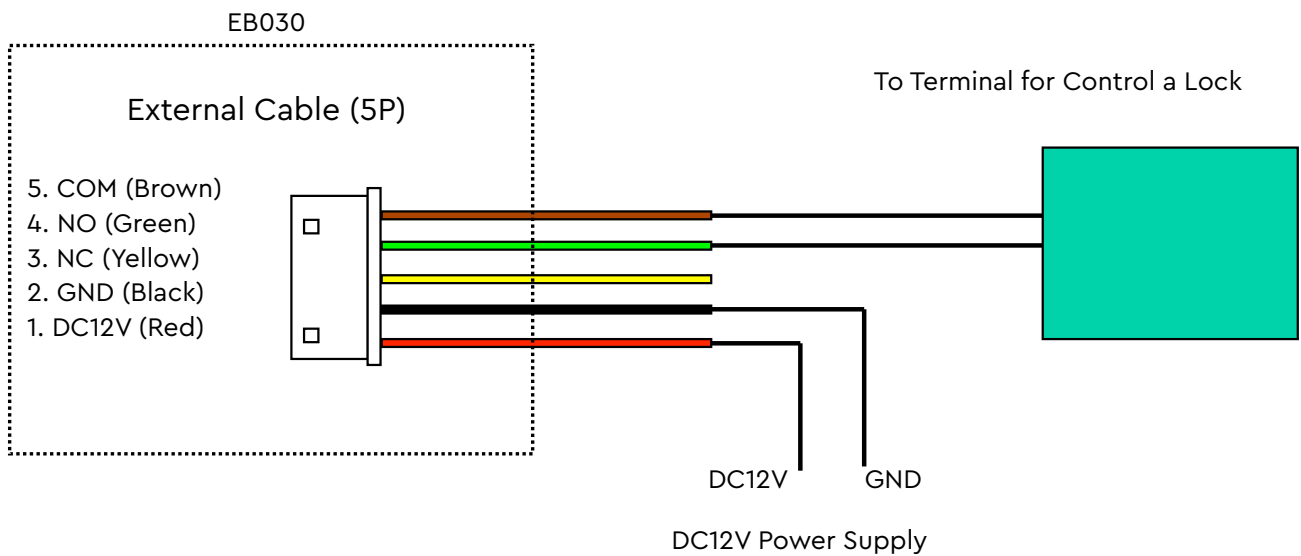 EB030
To Terminal for Control a Lock
External Cable (5P)
5. COM (Brown)
4. NO (Green)
3. NC (Yellow)
2. GND (Black)
1. DC12V (Red)
DC12V
GND
DC12V Power Supply